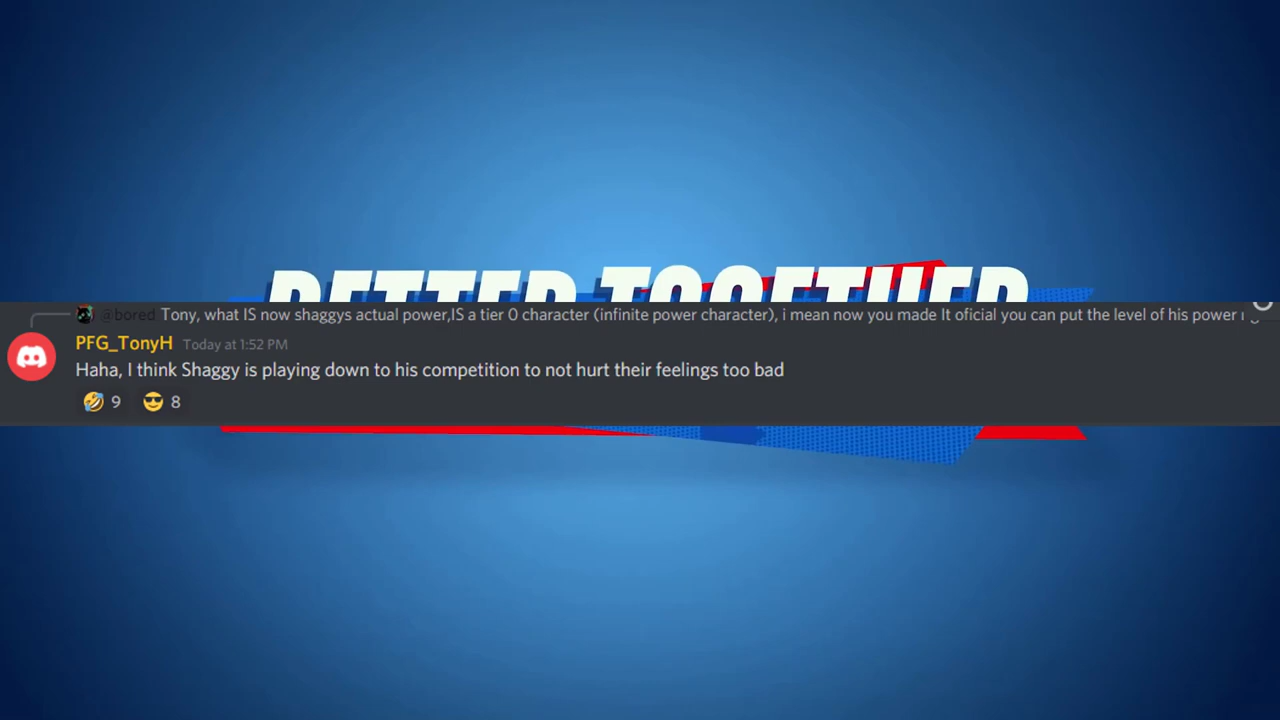 BETTER TOGETHER
@bored Tony, what IS now shaggys actual power,IS a tier 0 character (infinite power character), i mean now you made It oficial you can put the level of his power
PFG_TonyH Today at 1:52 PM
Haha, I think Shaggy is playing down to his competition to not hurt their feelings too bad
9 8